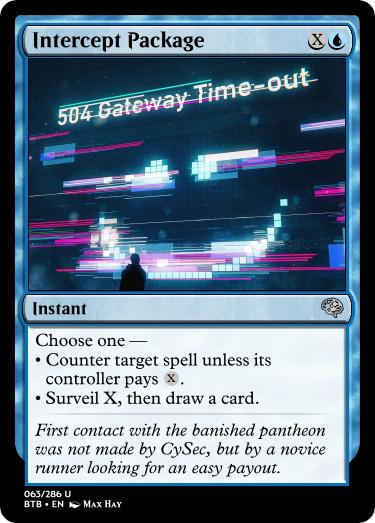 Intercept Package X
504 Gateway Time-out
Instant
Choose one —
• Counter target spell unless its
controller pays X.
• Surveil X, then draw a card.
First contact with the banished pantheon
was not made by CySec, but by a novice
runner looking for an easy payout.
063/286 U
BTB • EN Max Hay